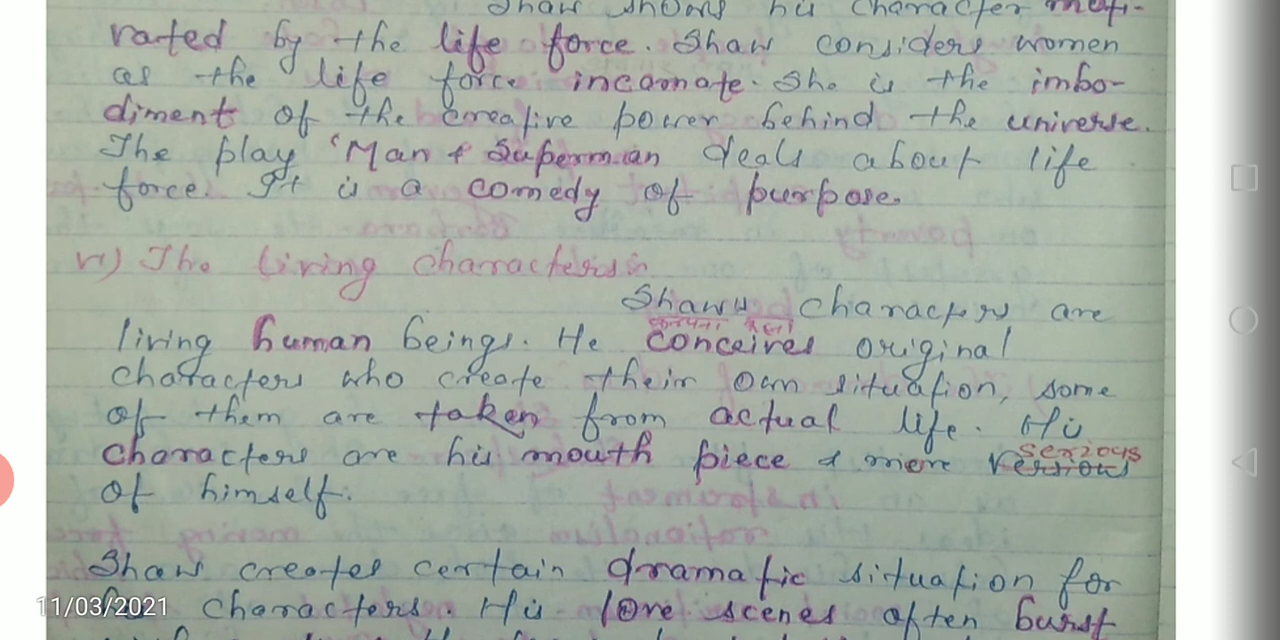 Shaw shows his character moti-
vated by the life force. Shaw considers women
as the life force incarnate. She is the imbo-
diment of the creative power behind the universe.
The play 'Man & Superman deals about life
force. It is a comedy of purpose.
vi) The living characters in
Shaws characters are
living human beings. He conceives original
characters who create their own situation, some
of them are taken from actual life. His
characters are his mouth piece & mere serious
of himself.
Shaw creates certain dramatic situation for
his characters. His love scenes often burst
11/03/2021